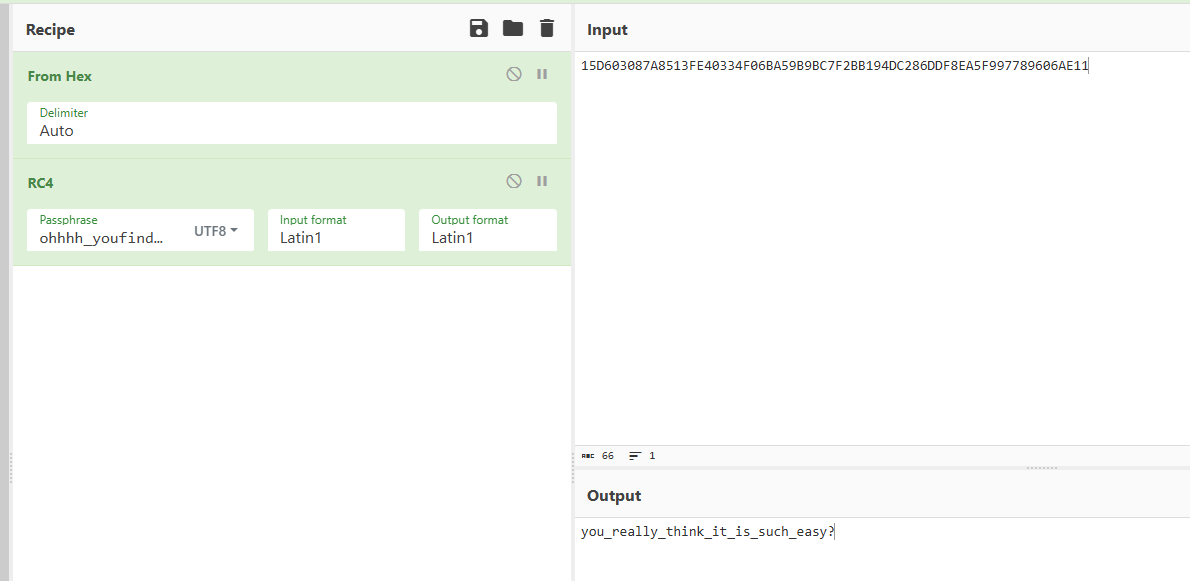 Recipe
From Hex
Delimiter
Auto
RC4
Passphrase
ohhhh_youfind…
UTF8
Input format
Latin1
Output format
Latin1
Input
15D603087A8513FE40334F06BA59B9BC7F2BB194DC286DDF8EA5F997789606AE11
ABC 66 1
Output
you_really_think_it_is_such_easy?